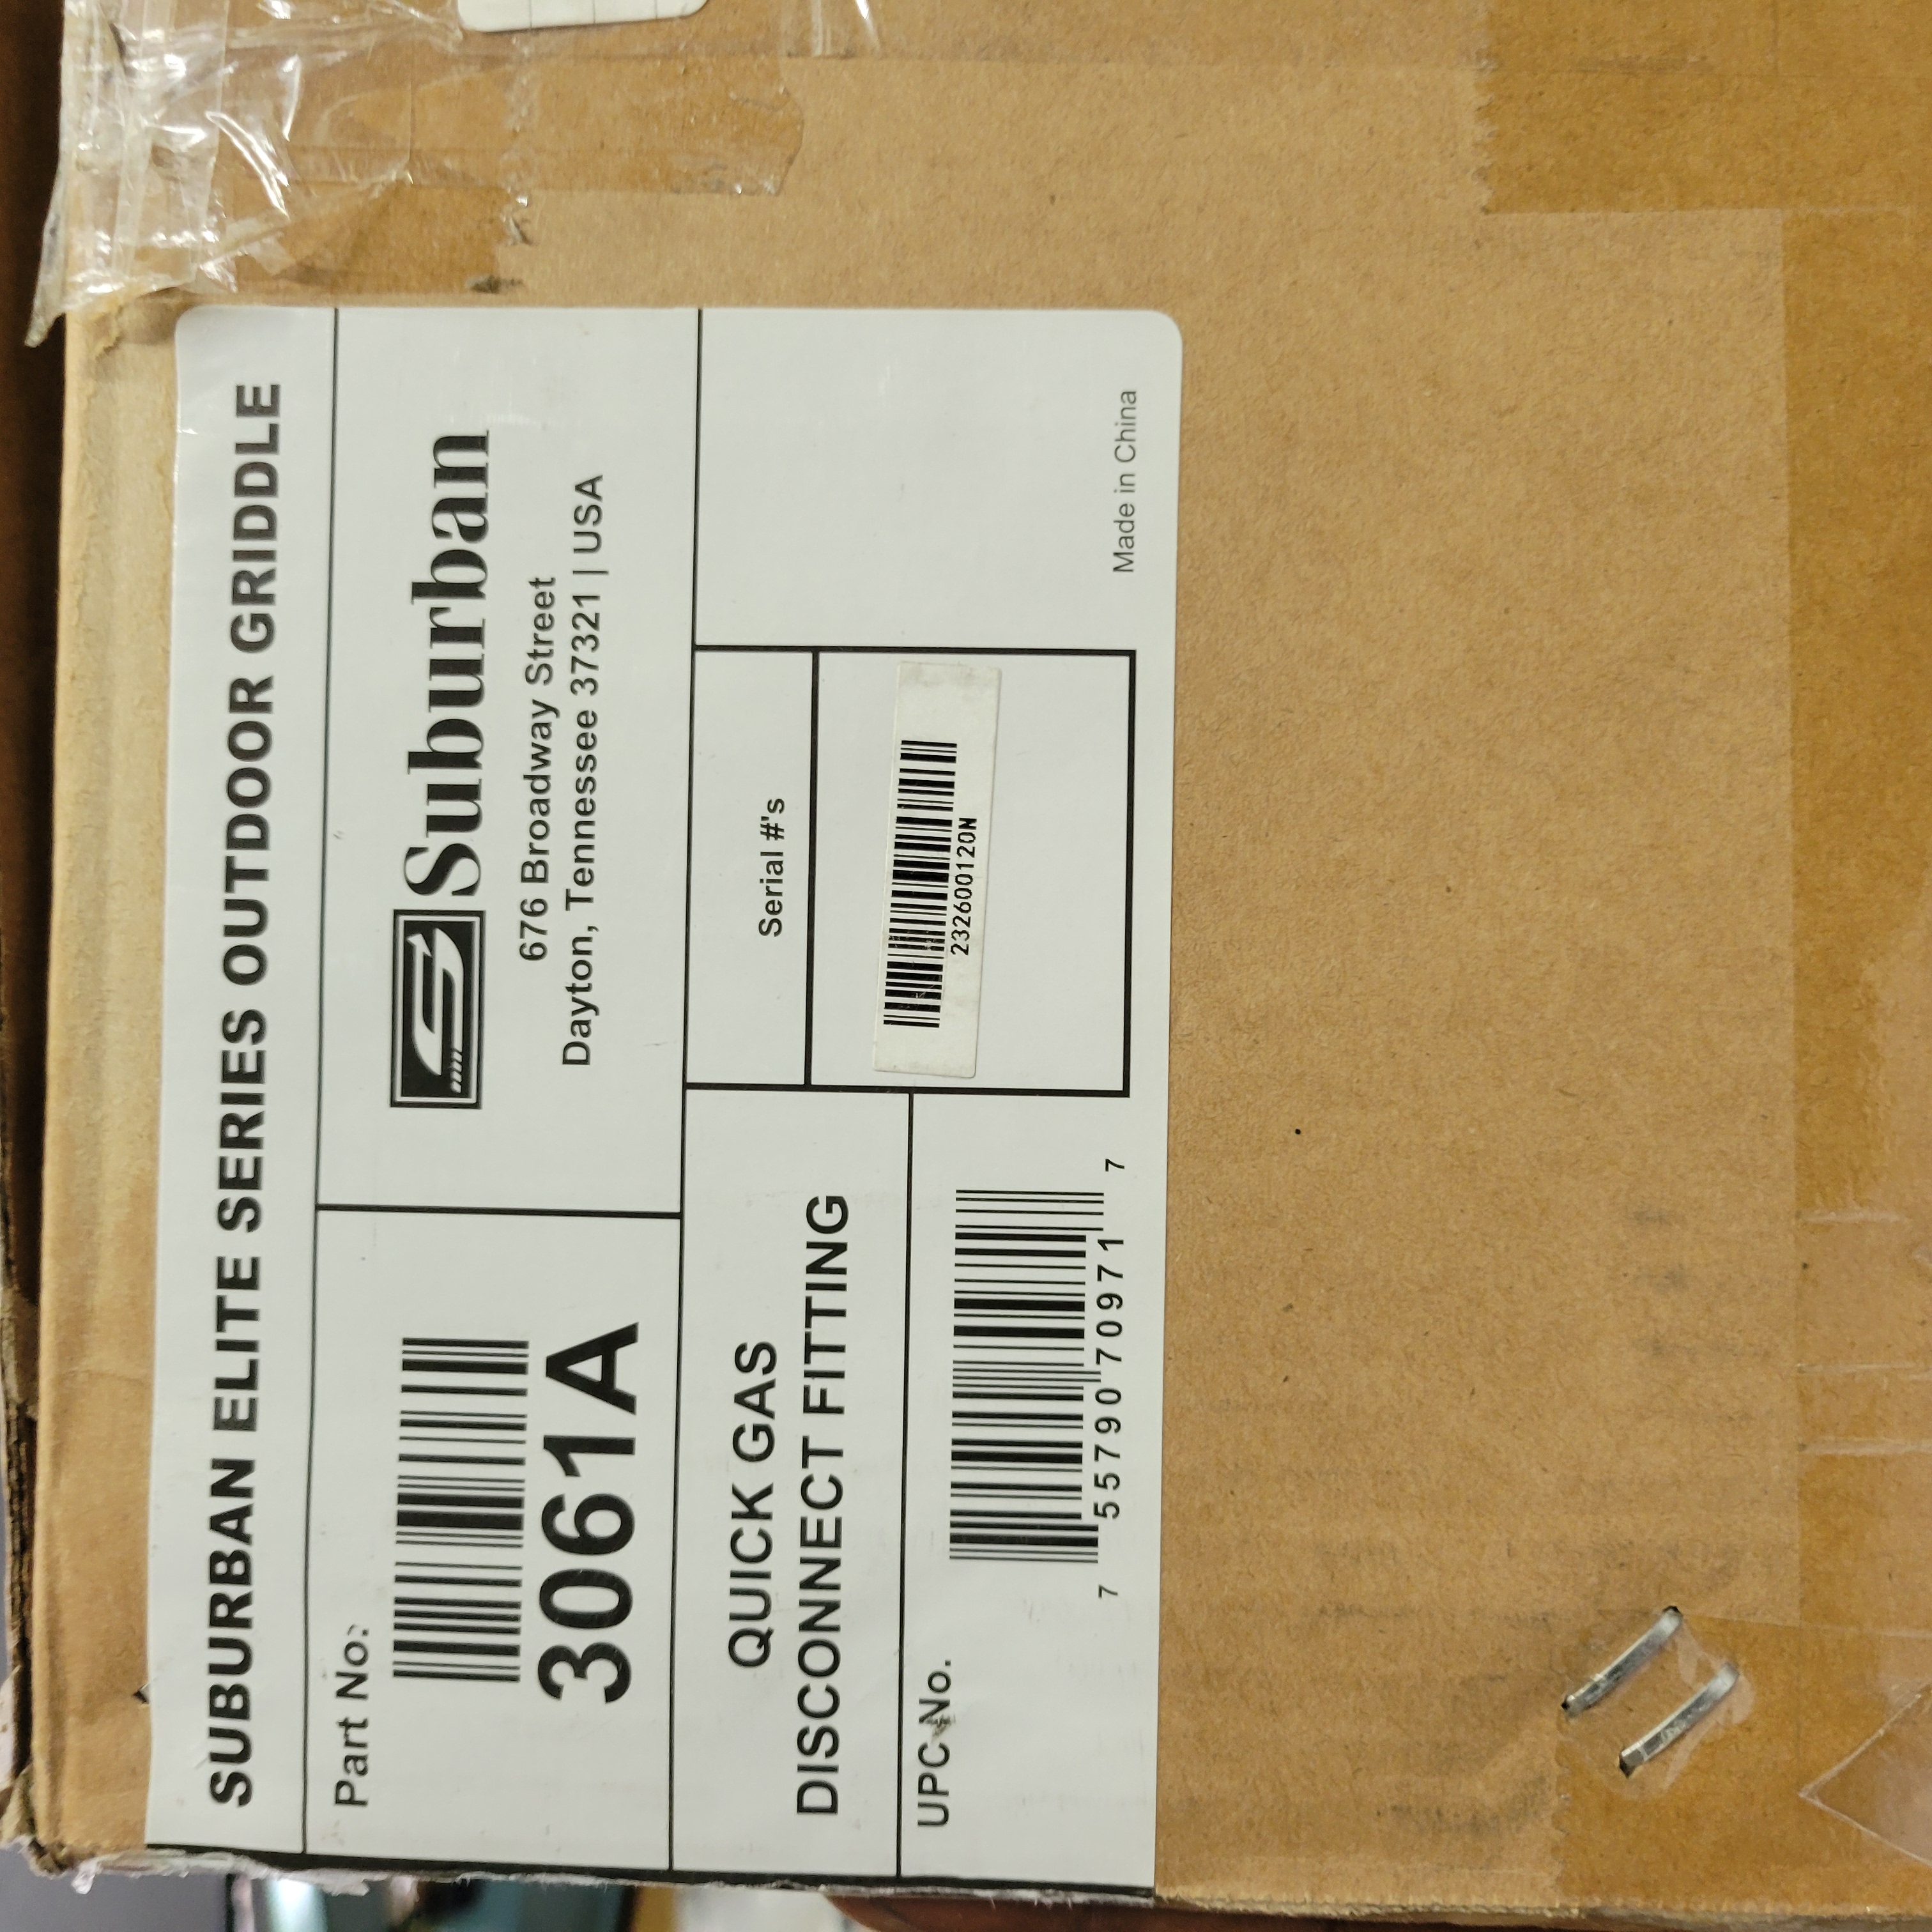 SUBURBAN ELITE SERIES OUTDOOR GRIDDLE
Part No:
3061A
Suburban
676 Broadway Street
Dayton, Tennessee 37321 | USA
QUICK GAS
DISCONNECT FITTING
Serial #'s
232600120N
UPC No.
7 55790 70971 7
Made in China